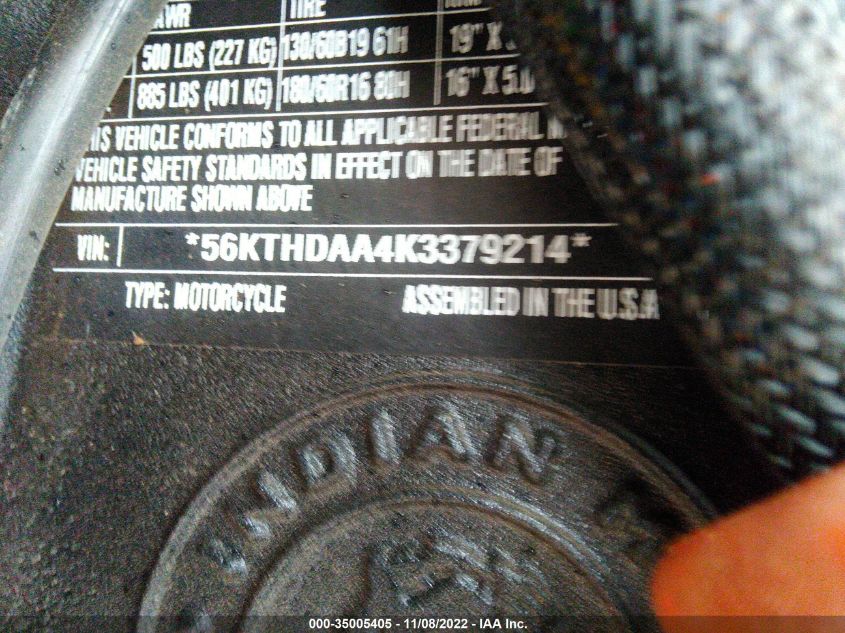 TIRE
500 LBS (227 KG) 130/60B19 61H 19" X
885 LBS (401 KG) 180/60R16 80H 16" X 5.0
THIS VEHICLE CONFORMS TO ALL APPLICABLE FEDERAL
VEHICLE SAFETY STANDARDS IN EFFECT ON THE DATE OF
MANUFACTURE SHOWN ABOVE
VIN: *56KTHDAA4K3379214*
TYPE: MOTORCYCLE ASSEMBLED IN THE U.S.A
INDIAN
000-35005405 - 11/08/2022 - IAA Inc.